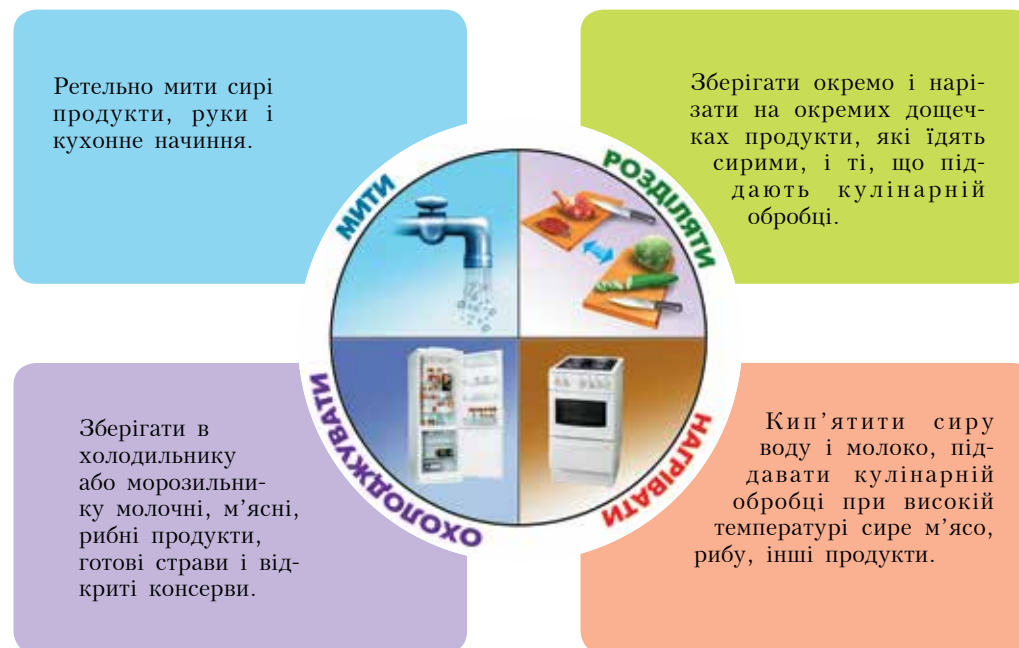 Ретельно мити сирі
продукти, руки і
кухонне начиння.
Зберігати окремо і нарі-
зати на окремих дощеч-
ках продукти, які їдять
сирими, і ті, що під-
дають кулінарній
обробці.
МИТИ
РОЗДІЛЯТИ
ОХОЛОДЖУВАТИ
НАГРІВАТИ
Зберігати в
холодильнику
або морозильни-
ку молочні, м’ясні,
рибні продукти,
готові страви і від-
криті консерви.
Кип’ятити сиру
воду і молоко, під-
давати кулінарній
обробці при високій
температурі сире м’ясо,
рибу, інші продукти.